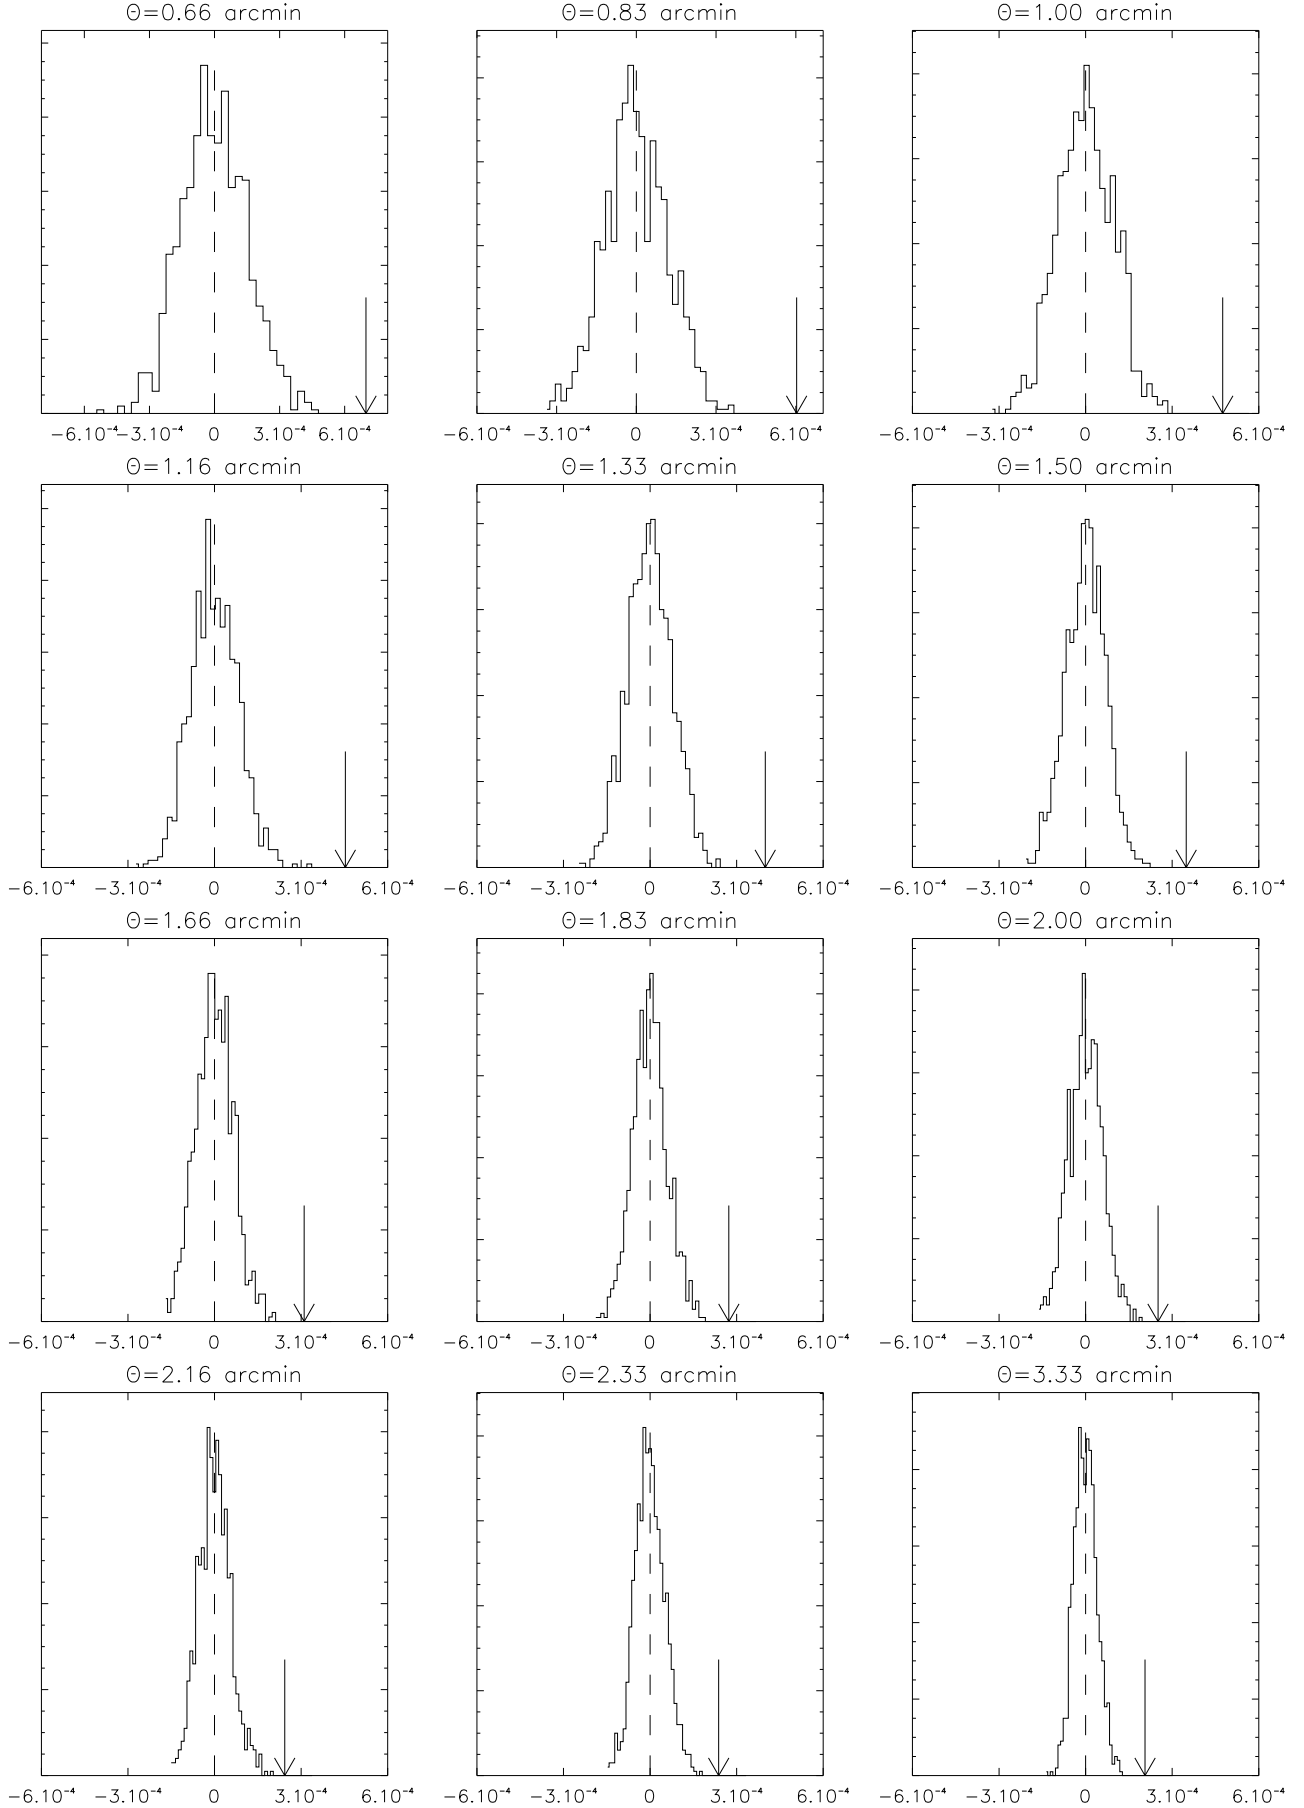 Θ=0.66 arcmin Θ=0.83 arcmin Θ=1.00 arcmin
−6.10⁻⁴ −3.10⁻⁴ 0 3.10⁻⁴ 6.10⁻⁴ −3.10⁻⁴ 0 3.10⁻⁴ 6.10⁻⁴ −6.10⁻⁴ −3.10⁻⁴ 0 3.10⁻⁴ 6.10⁻⁴
Θ=1.16 arcmin Θ=1.33 arcmin Θ=1.50 arcmin
−6.10⁻⁴ −3.10⁻⁴ 0 3.10⁻⁴ 6.10⁻⁴ −6.10⁻⁴ −3.10⁻⁴ 0 3.10⁻⁴ 6.10⁻⁴ −6.10⁻⁴ −3.10⁻⁴ 0 3.10⁻⁴ 6.10⁻⁴
Θ=1.66 arcmin Θ=1.83 arcmin Θ=2.00 arcmin
−6.10⁻⁴ −3.10⁻⁴ 0 3.10⁻⁴ 6.10⁻⁴ −6.10⁻⁴ −3.10⁻⁴ 0 3.10⁻⁴ 6.10⁻⁴ −6.10⁻⁴ −3.10⁻⁴ 0 3.10⁻⁴ 6.10⁻⁴
Θ=2.16 arcmin Θ=2.33 arcmin Θ=3.33 arcmin
−6.10⁻⁴ −3.10⁻⁴ 0 3.10⁻⁴ 6.10⁻⁴ −6.10⁻⁴ −3.10⁻⁴ 0 3.10⁻⁴ 6.10⁻⁴ −6.10⁻⁴ −3.10⁻⁴ 0 3.10⁻⁴ 6.10⁻⁴